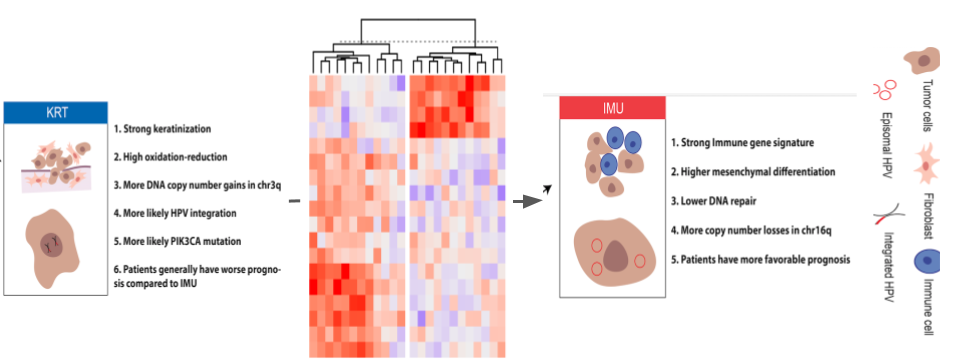 KRT
1. Strong keratinization
2. High oxidation-reduction
3. More DNA copy number gains in chr3q
4. More likely HPV integration
5. More likely PIK3CA mutation
6. Patients generally have worse progno-
sis compared to IMU
IMU
1. Strong Immune gene signature
2. Higher mesenchymal differentiation
3. Lower DNA repair
4. More copy number losses in chr16q
5. Patients have more favorable prognosis
Tumor cells
Episomal HPV
Fibroblast
Integrated HPV
Immune cell